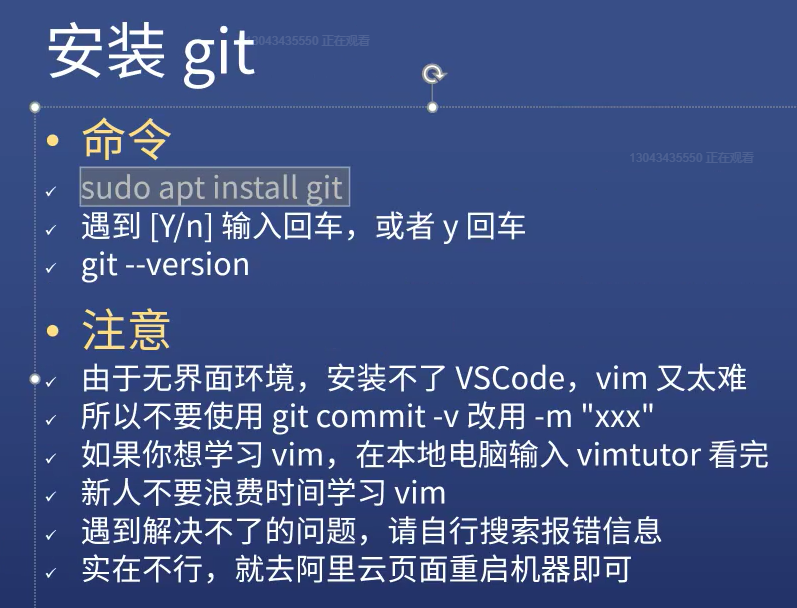 安装 git
13043435550 正在观看
• 命令
13043435550 正在观看
✓ sudo apt install git
✓ 遇到 [Y/n] 输入回车，或者 y 回车
✓ git --version
• 注意
✓ 由于无界面环境，安装不了 VSCode，vim 又太难
✓ 所以不要使用 git commit -v 改用 -m "xxx"
✓ 如果你想学习 vim，在本地电脑输入 vimtutor 看完
✓ 新人不要浪费时间学习 vim
✓ 遇到解决不了的问题，请自行搜索报错信息
✓ 实在不行，就去阿里云页面重启机器即可